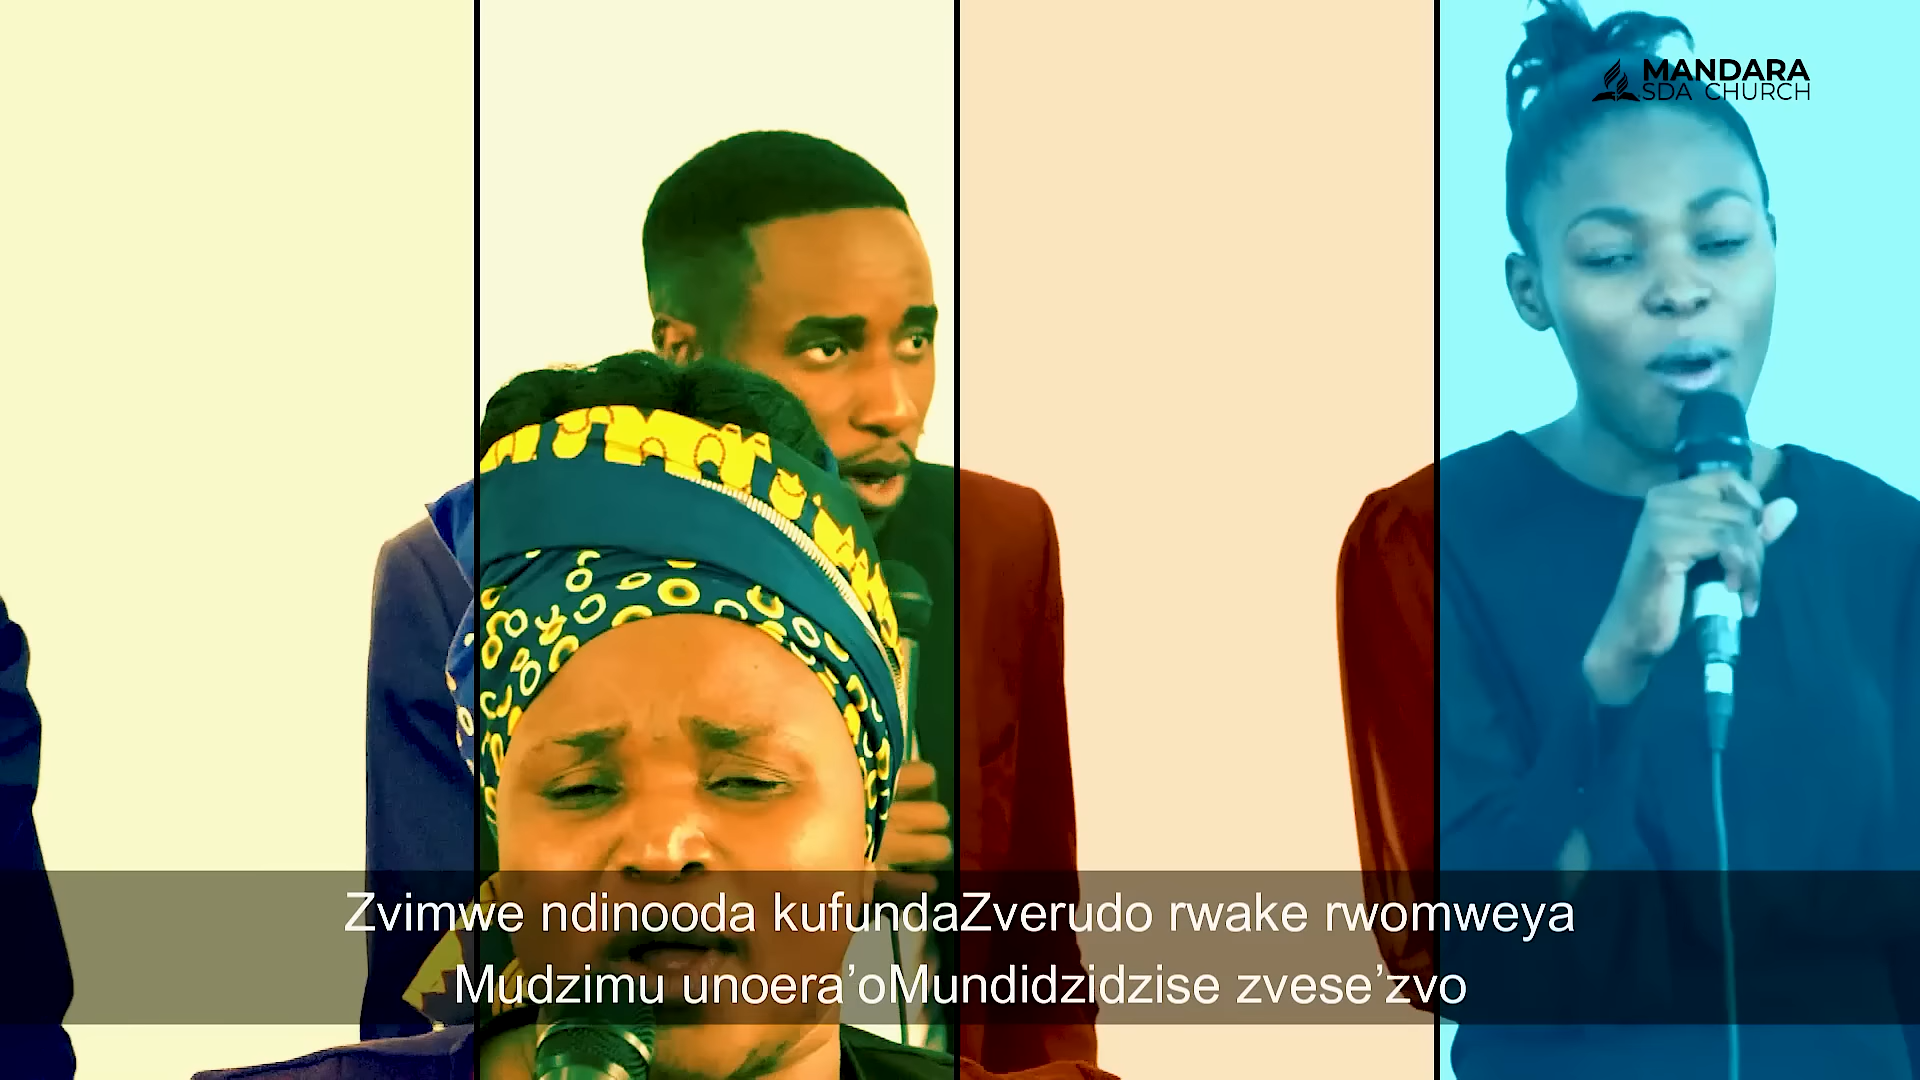 MANDARA
SDA CHURCH
Zvimwe ndinooda kufundaZverudo rwake rwomweya
Mudzimu unoera’oMundidzidzise zvese’zvo